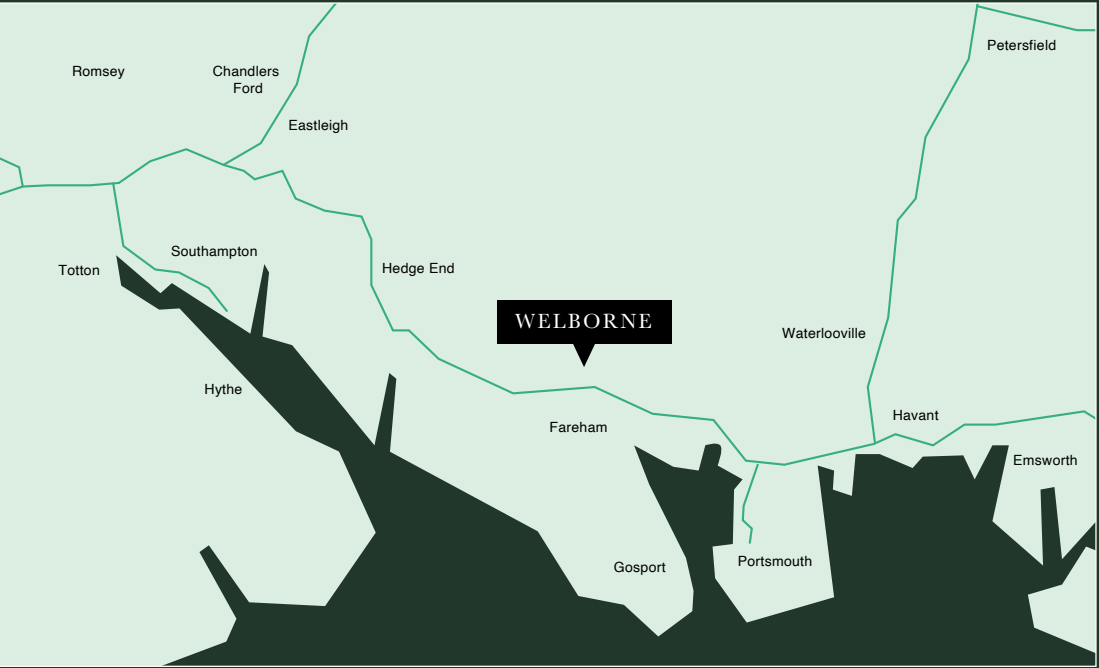 Petersfield
Romsey
Chandlers
Ford
Eastleigh
Southampton
Totton
Hedge End
WELBORNE
Waterlooville
Hythe
Havant
Fareham
Emsworth
Portsmouth
Gosport